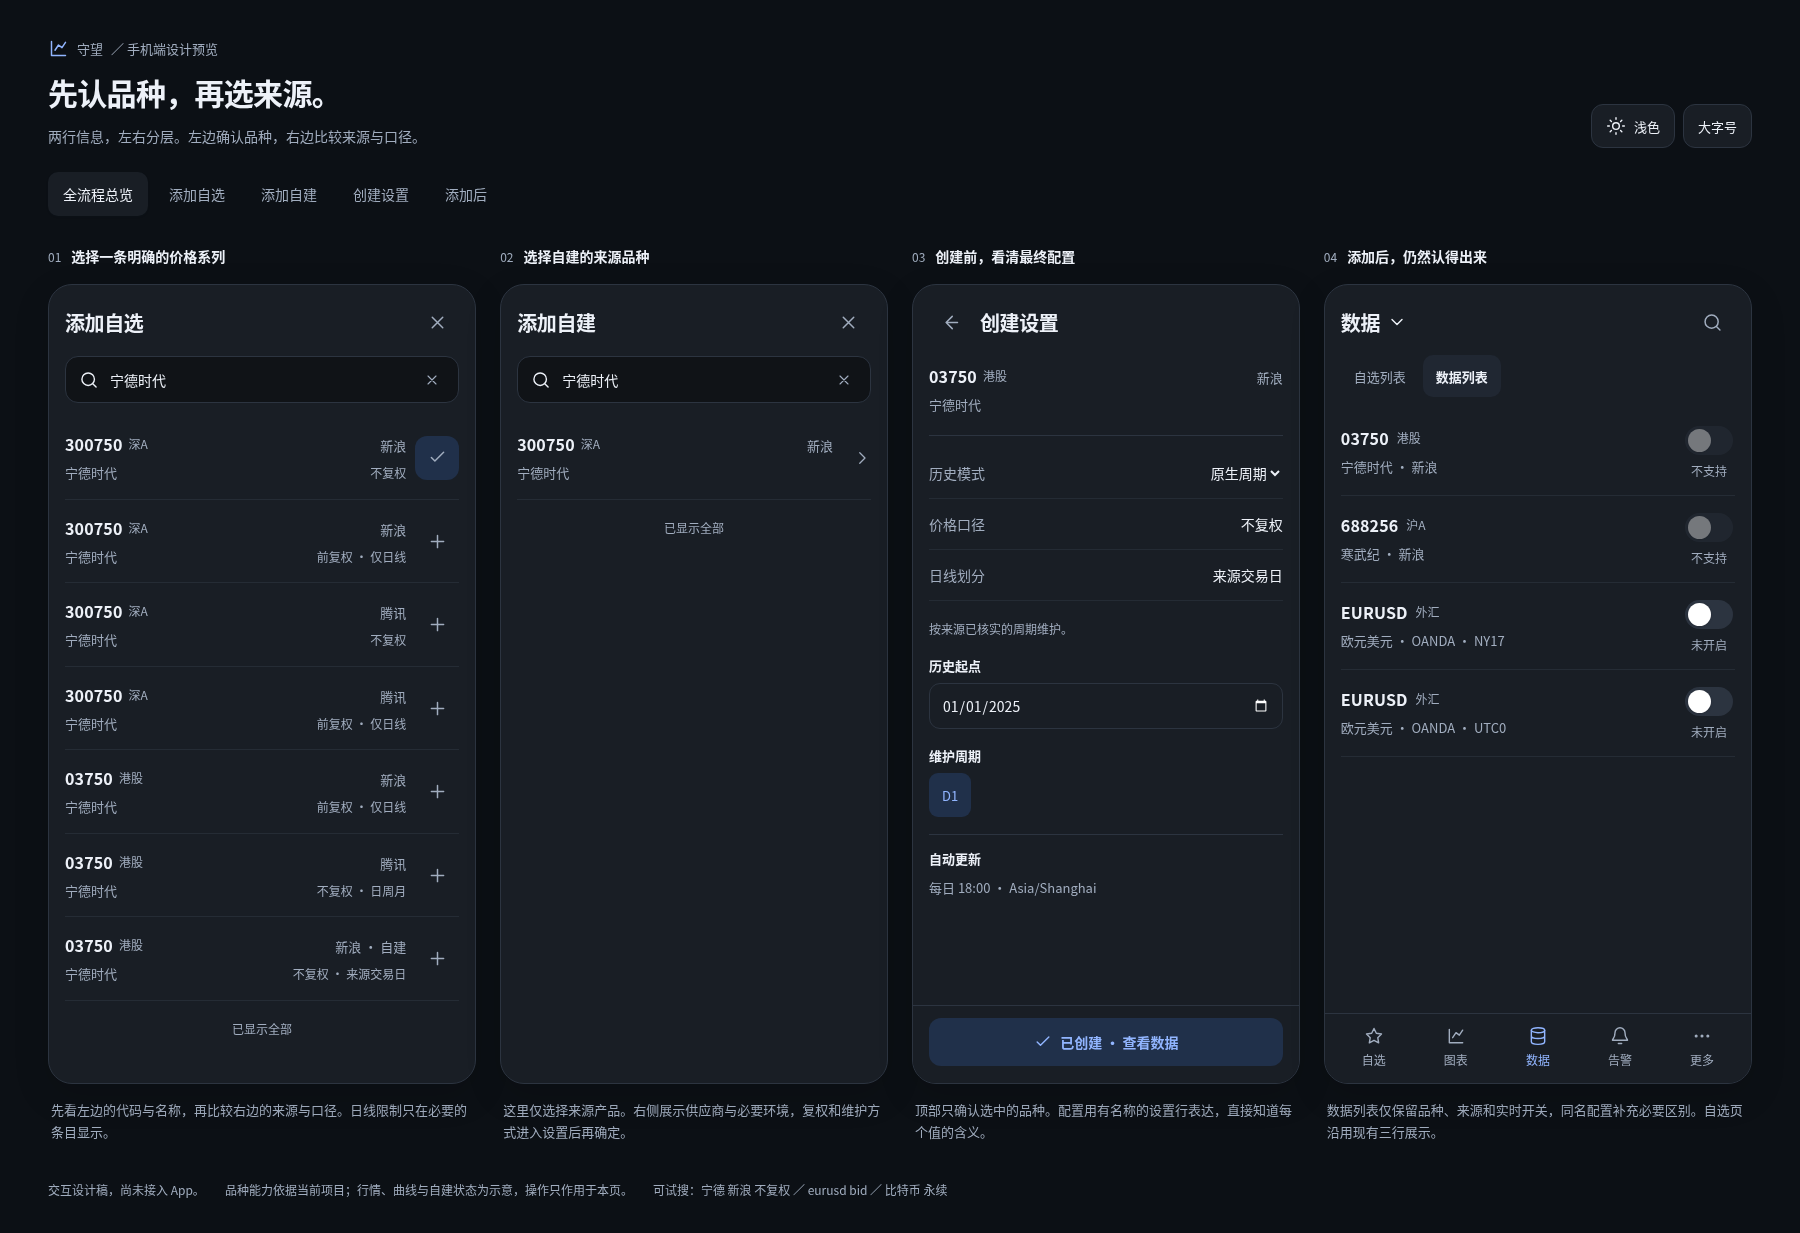 守望 ／手机端设计预览
先认品种，再选来源。
两行信息，左右分层。左边确认品种，右边比较来源与口径。
浅色 大字号
全流程总览 添加自选 添加自建 创建设置 添加后
01 选择一条明确的价格系列
添加自选
宁德时代
300750 深A 新浪
宁德时代 不复权
300750 深A 新浪
宁德时代 前复权 · 仅日线
300750 深A 腾讯
宁德时代 不复权
300750 深A 腾讯
宁德时代 前复权 · 仅日线
03750 港股 新浪
宁德时代 前复权 · 仅日线
03750 港股 腾讯
宁德时代 不复权 · 日周月
03750 港股 新浪 · 自建
宁德时代 不复权 · 来源交易日
已显示全部
先看左边的代码与名称，再比较右边的来源与口径。日线限制只在必要的
条目显示。
02 选择自建的来源品种
添加自建
宁德时代
300750 深A 新浪
宁德时代
已显示全部
这里仅选择来源产品。右侧展示供应商与必要环境，复权和维护方
式进入设置后再确定。
03 创建前，看清最终配置
创建设置
03750 港股 新浪
宁德时代
历史模式 原生周期
价格口径 不复权
日线划分 来源交易日
按来源已核实的周期维护。
历史起点
01/01/2025
维护周期
D1
自动更新
每日 18:00 · Asia/Shanghai
已创建 · 查看数据
顶部只确认选中的品种。配置用有名称的设置行表达，直接知道每
个值的含义。
04 添加后，仍然认得出来
数据
自选列表 数据列表
03750 港股
宁德时代 · 新浪 不支持
688256 沪A
寒武纪 · 新浪 不支持
EURUSD 外汇
欧元美元 · OANDA · NY17 未开启
EURUSD 外汇
欧元美元 · OANDA · UTC0 未开启
自选 图表 数据 告警 更多
数据列表仅保留品种、来源和实时开关，同名配置补充必要区别。自选页
沿用现有三行展示。
交互设计稿，尚未接入 App。 品种能力依据当前项目；行情、曲线与自建状态为示意，操作只作用于本页。 可试搜：宁德 新浪 不复权 ／ eurusd bid ／ 比特币 永续